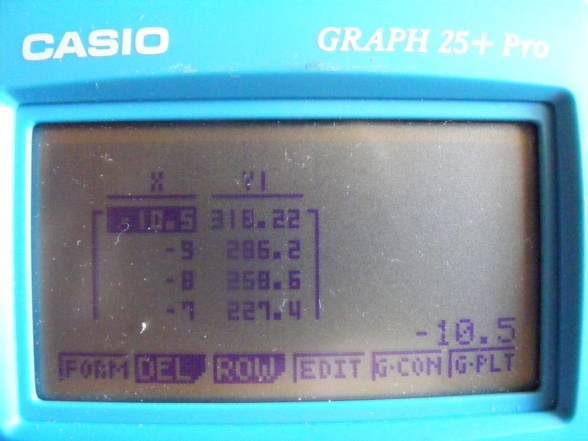 CASIO GRAPH 25+ Pro
X Y1
-10.5 318.22
-9 286.2
-8 258.6
-7 227.4
-10.5
FORM DEL ROW EDIT G·CON G·PLT